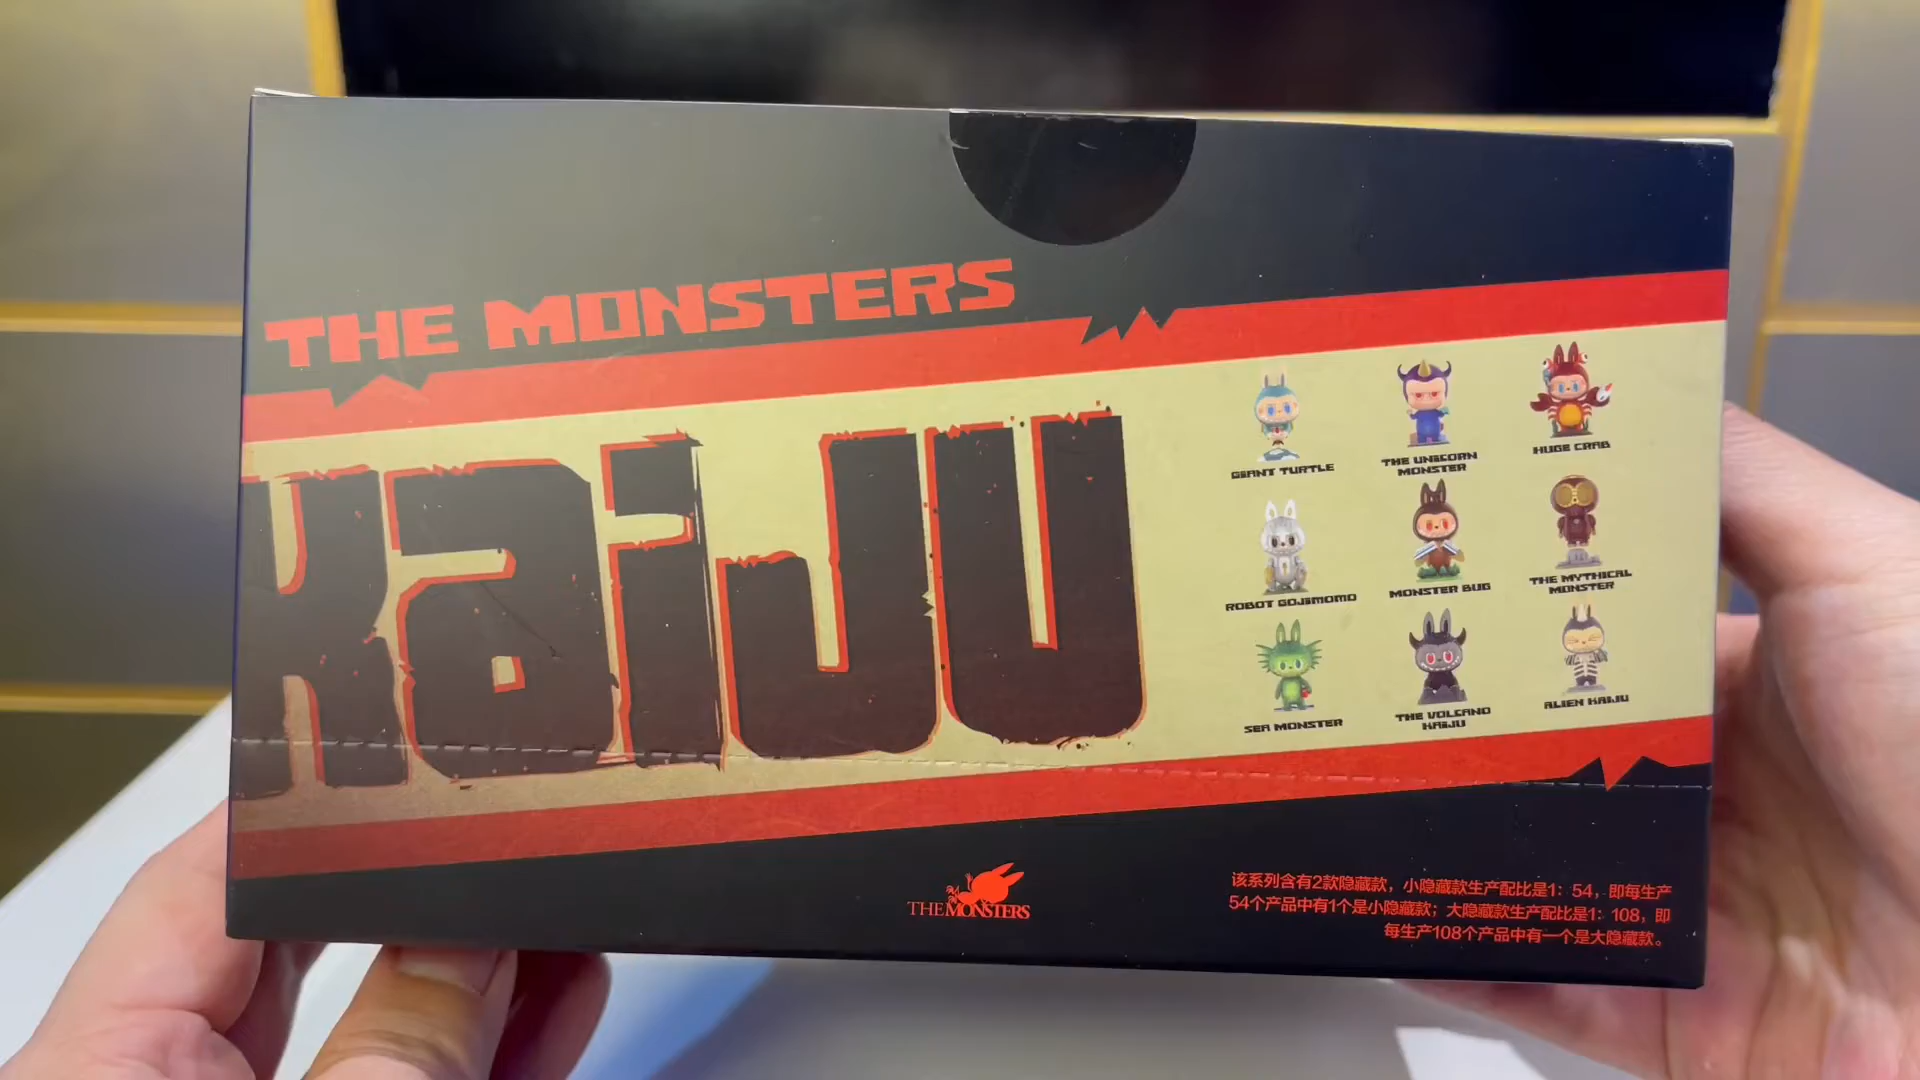 THE MONSTERS
KaiJU
GIANT TURTLE
THE UNICORN
MONSTER
HUGE CRAB
ROBOT GOJIMOMO
MONSTER BUG
THE MYTHICAL
MONSTER
SEA MONSTER
THE VOLCANO
KAIJU
ALIEN KAIJU
THE MONSTERS
该系列含有2款隐藏款，小隐藏款生产配比是1：54，即每生产
54个产品中有1个是小隐藏款；大隐藏款生产配比是1：108，即
每生产108个产品中有一个是大隐藏款。